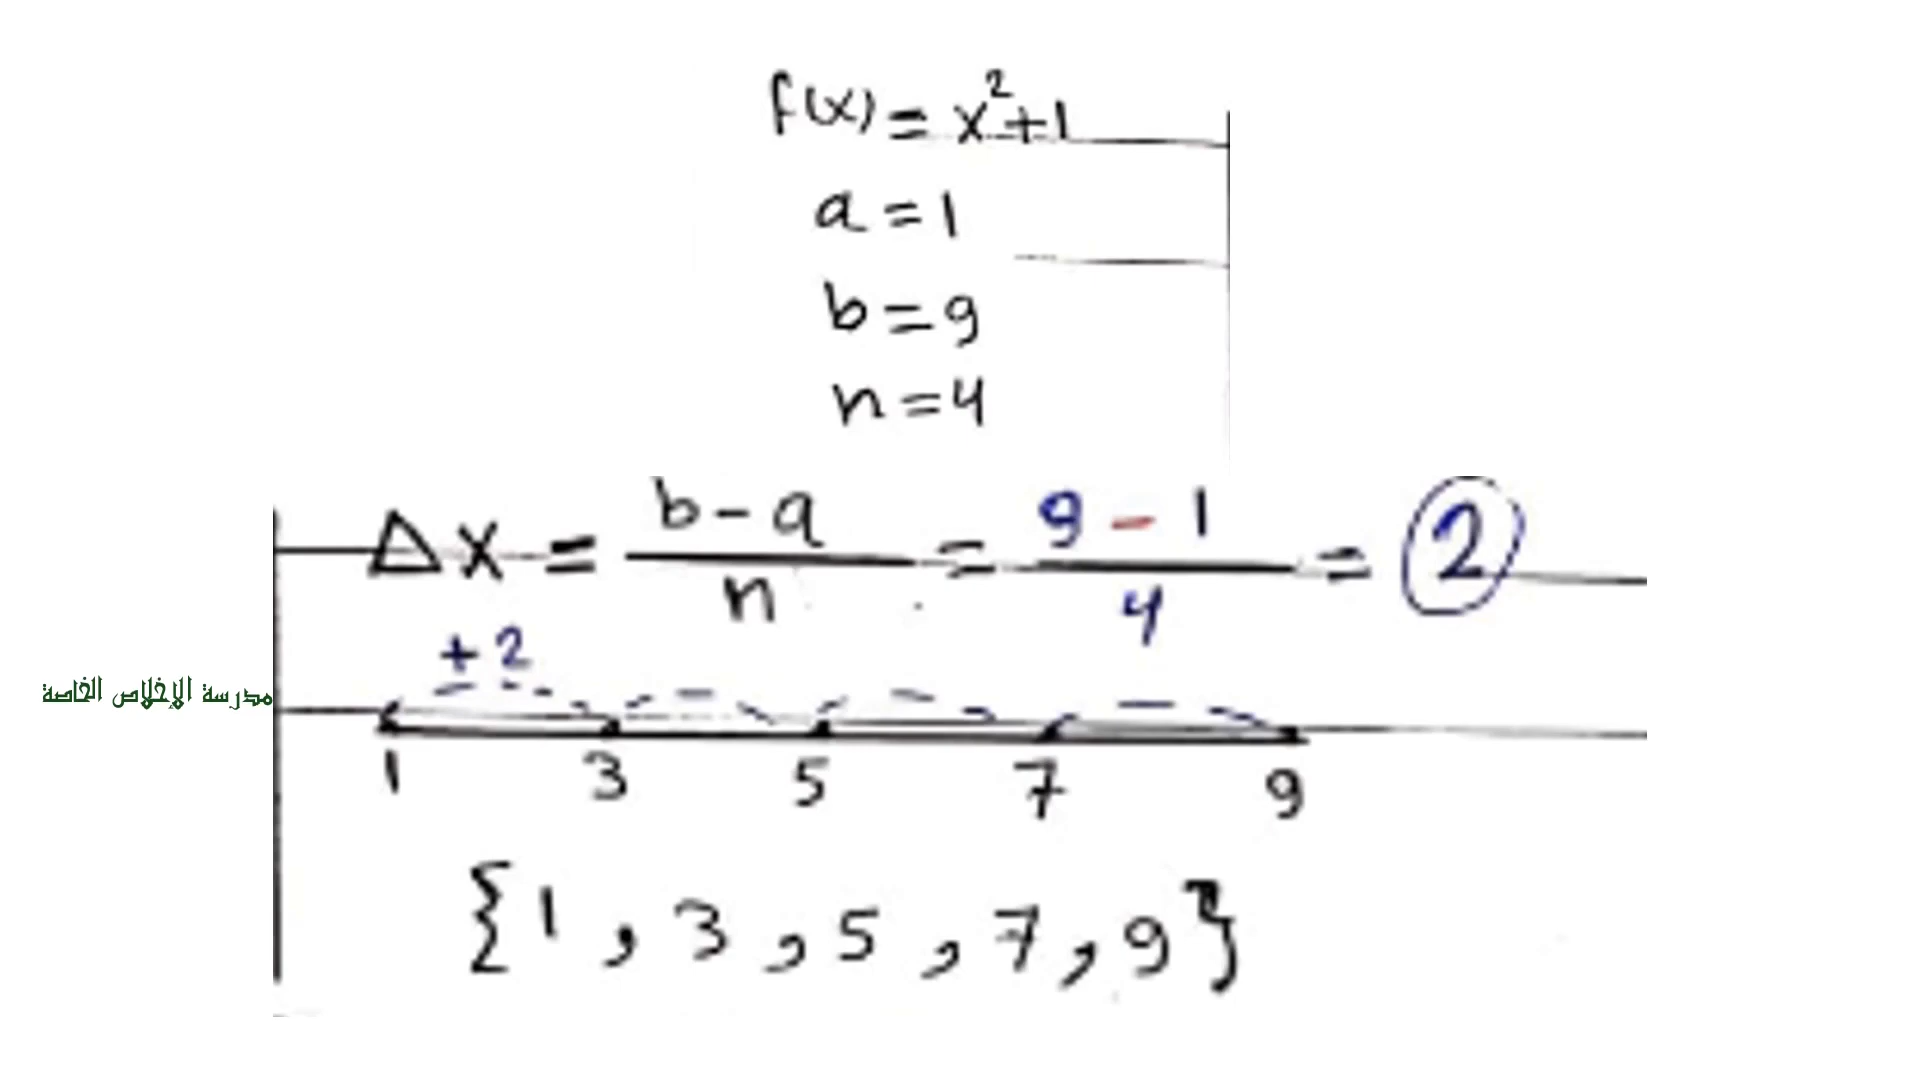 f(x) = x²+1
a = 1
b = 9
n = 4
Δx = b - a / n = 9 - 1 / 4 = 2
+2
مدرسة الإخلاص الخاصة
1 3 5 7 9
{1 , 3 , 5 , 7 , 9}